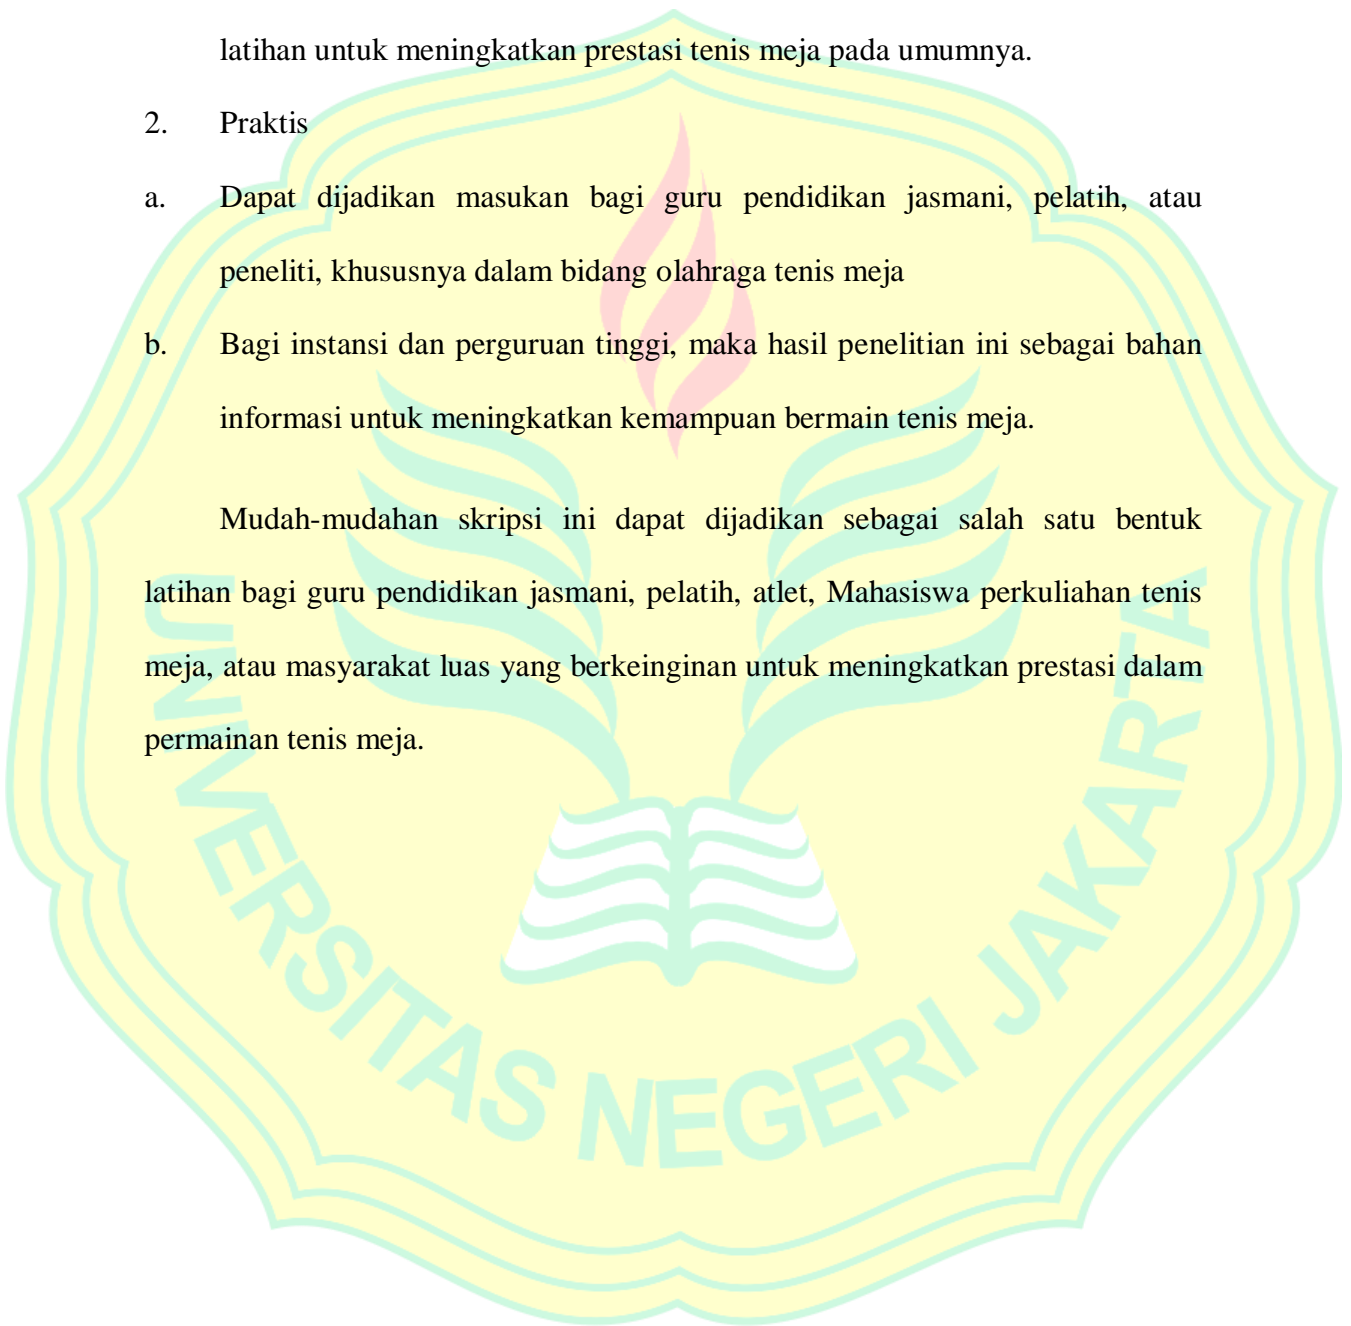 latihan untuk meningkatkan prestasi tenis meja pada umumnya.
2. Praktis
a. Dapat dijadikan masukan bagi guru pendidikan jasmani, pelatih, atau
peneliti, khususnya dalam bidang olahraga tenis meja
b. Bagi instansi dan perguruan tinggi, maka hasil penelitian ini sebagai bahan
informasi untuk meningkatkan kemampuan bermain tenis meja.
Mudah-mudahan skripsi ini dapat dijadikan sebagai salah satu bentuk
latihan bagi guru pendidikan jasmani, pelatih, atlet, Mahasiswa perkuliahan tenis
meja, atau masyarakat luas yang berkeinginan untuk meningkatkan prestasi dalam
permainan tenis meja.
UNIVERSITAS NEGERI JAKARTA